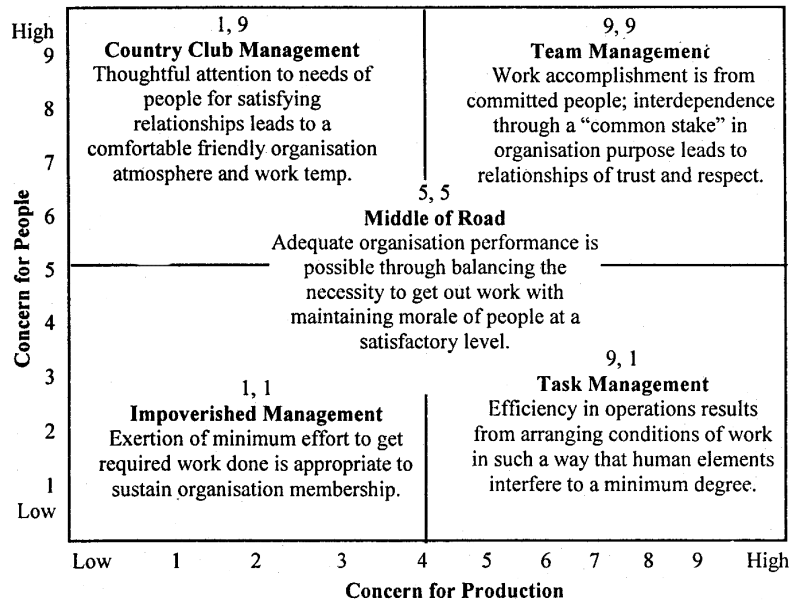 High
9
8
7
6
5
4
3
2
1
Low
Concern for People
1, 9
Country Club Management
Thoughtful attention to needs of
people for satisfying
relationships leads to a
comfortable friendly organisation
atmosphere and work temp.
9, 9
Team Management
Work accomplishment is from
committed people; interdependence
through a “common stake” in
organisation purpose leads to
relationships of trust and respect.
5, 5
Middle of Road
Adequate organisation performance is
possible through balancing the
necessity to get out work with
maintaining morale of people at a
satisfactory level.
1, 1
Impoverished Management
Exertion of minimum effort to get
required work done is appropriate to
sustain organisation membership.
9, 1
Task Management
Efficiency in operations results
from arranging conditions of work
in such a way that human elements
interfere to a minimum degree.
Low 1 2 3 4 5 6 7 8 9 High
Concern for Production